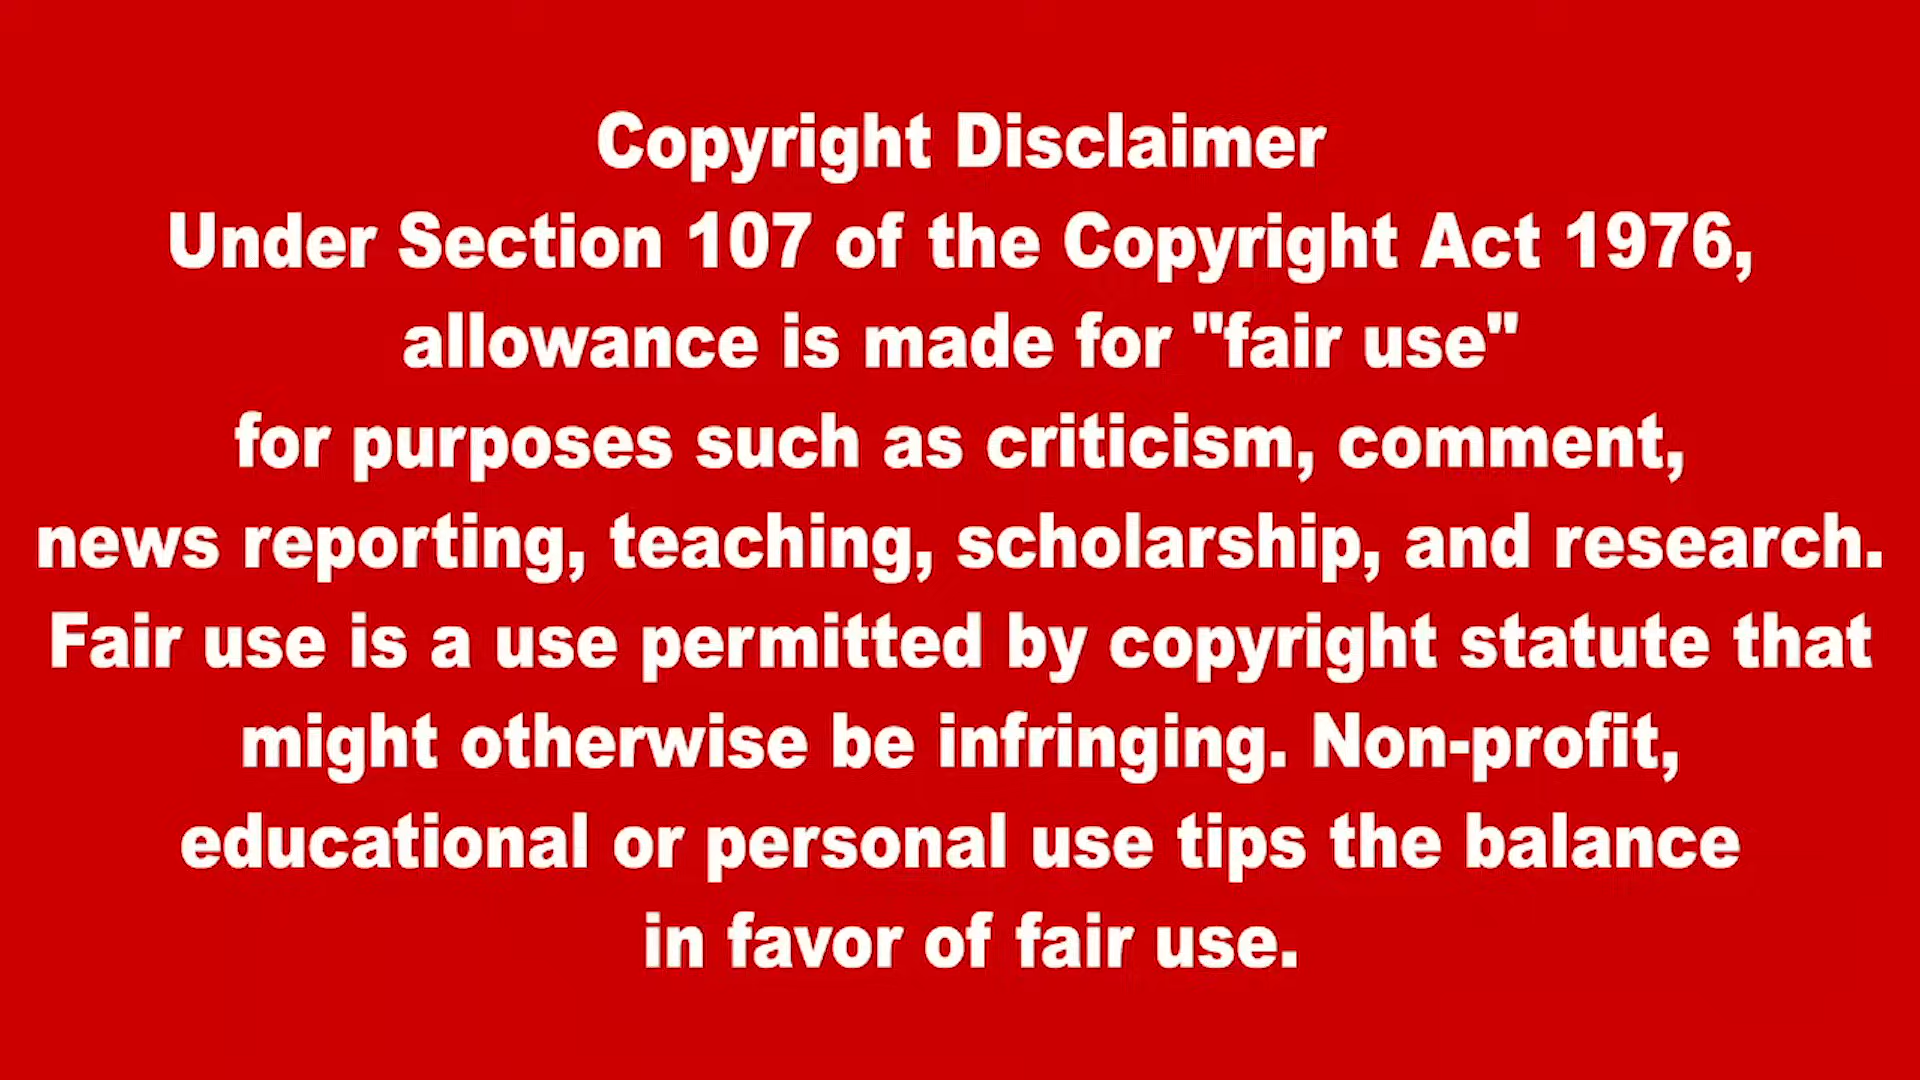 Copyright Disclaimer
Under Section 107 of the Copyright Act 1976,
allowance is made for "fair use"
for purposes such as criticism, comment,
news reporting, teaching, scholarship, and research.
Fair use is a use permitted by copyright statute that
might otherwise be infringing. Non-profit,
educational or personal use tips the balance
in favor of fair use.